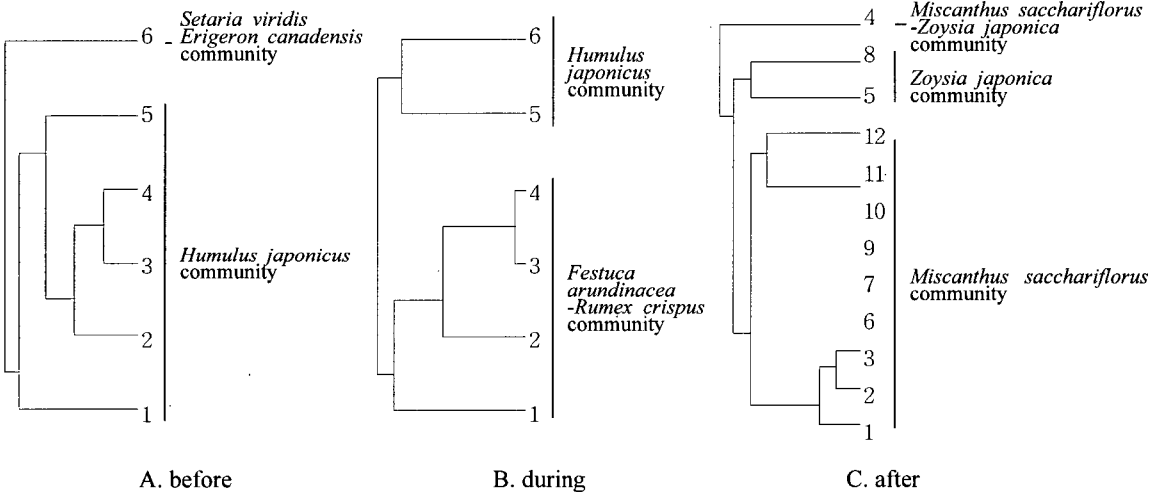 6
Setaria viridis
Erigeron canadensis
community
5
4
3
2
1
Humulus japonicus
community
A. before
6
5
Humulus
japonicus
community
4
3
2
1
Festuca
arundinacea
-Rumex crispus
community
B. during
4
Miscanthus sacchariflorus
-Zoysia japonica
community
8
5
Zoysia japonica
community
12
11
10
9
7
6
3
2
1
Miscanthus sacchariflorus
community
C. after